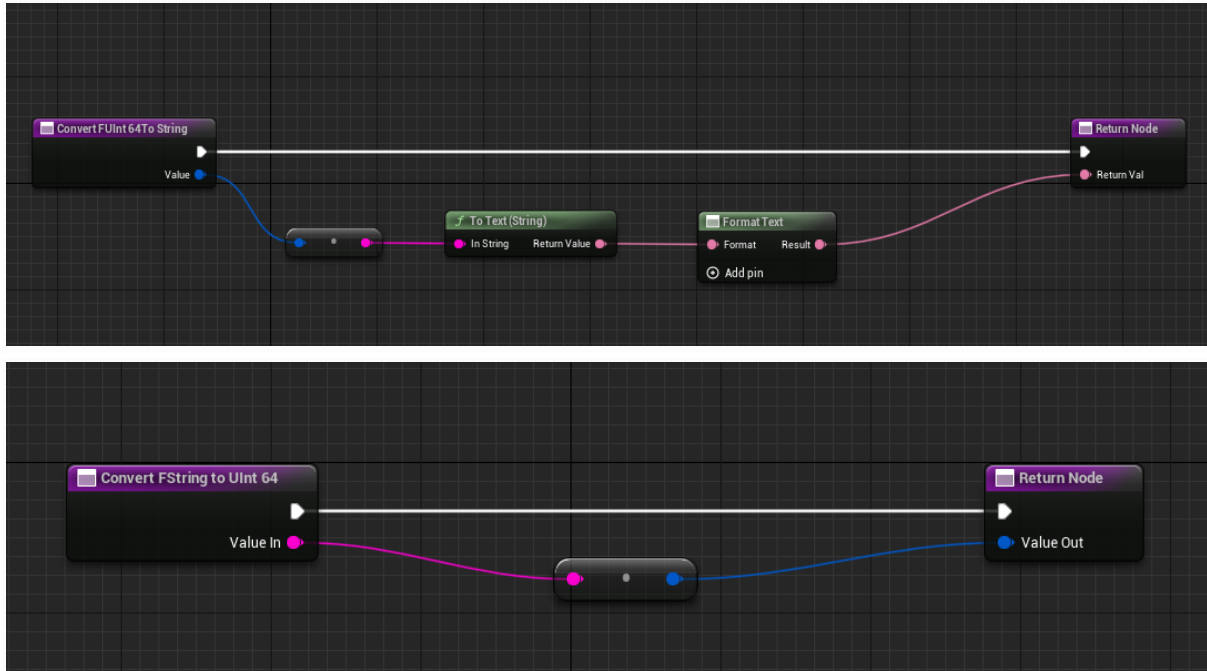 Convert FUInt 64To String
Return Node
Value
Return Val
f To Text (String)
In String
Return Value
Format Text
Format
Result
Add pin
Convert FString to UInt 64
Return Node
Value In
Value Out